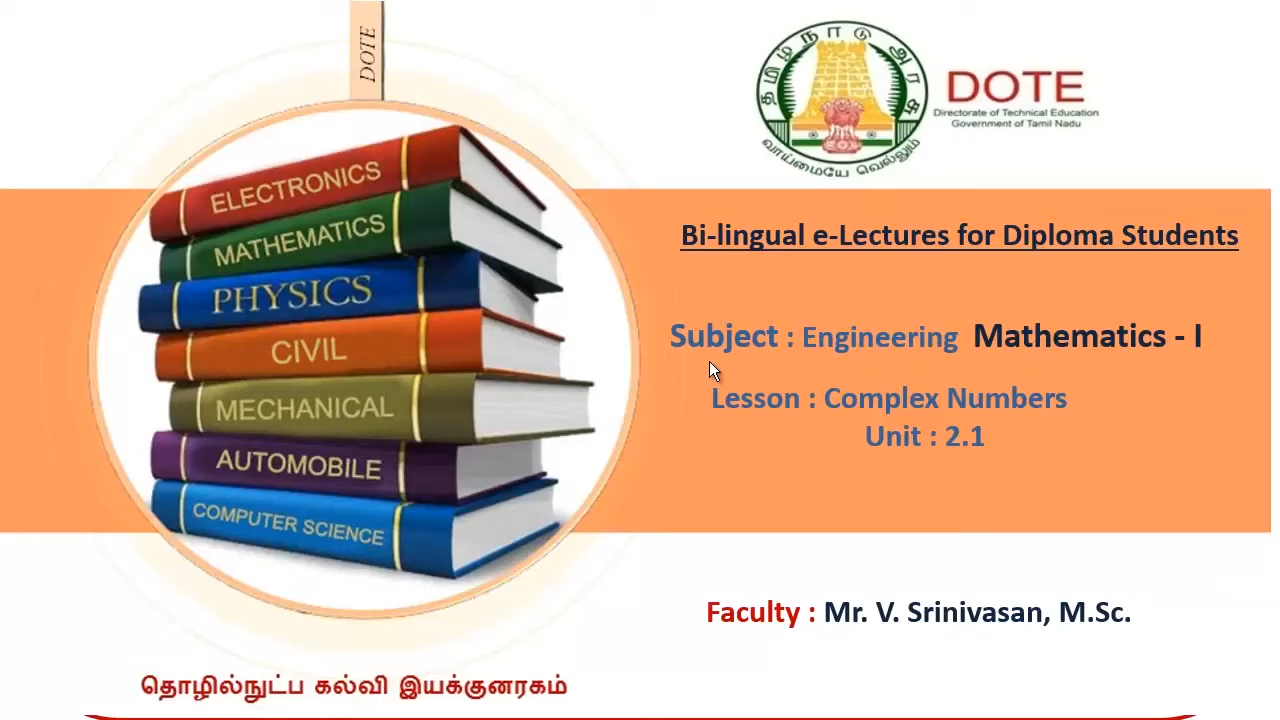 DOTE
தமிழ்நாடு அரசு
வாய்மையே வெல்லும்
DOTE
Directorate of Technical Education
Government of Tamil Nadu
ELECTRONICS
MATHEMATICS
PHYSICS
CIVIL
MECHANICAL
AUTOMOBILE
COMPUTER SCIENCE
Bi-lingual e-Lectures for Diploma Students
Subject : Engineering Mathematics - I
Lesson : Complex Numbers
Unit : 2.1
Faculty : Mr. V. Srinivasan, M.Sc.
தொழில்நுட்ப கல்வி இயக்குனரகம்